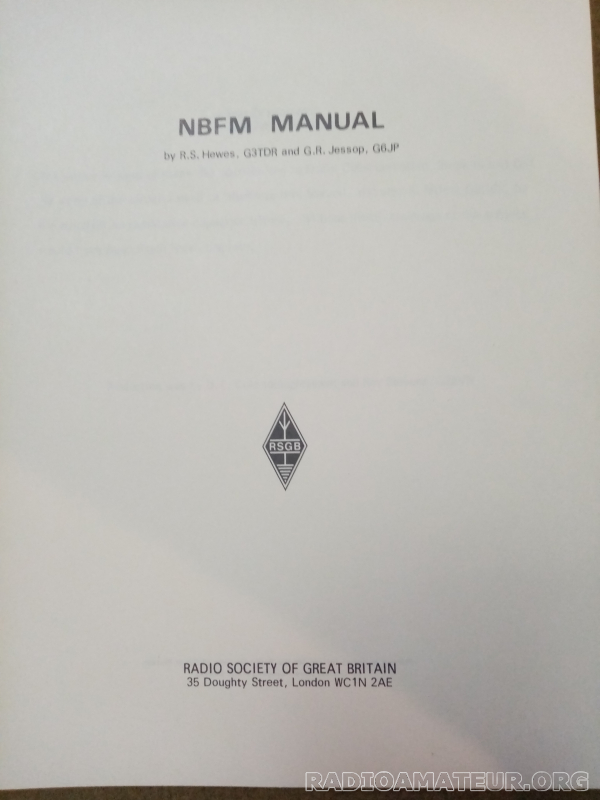 NBFM MANUAL
by R.S. Hewes, G3TDR and G.R. Jessop, G6JP
RSGB
RADIO SOCIETY OF GREAT BRITAIN
35 Doughty Street, London WC1N 2AE
RADIOAMATEUR.ORG